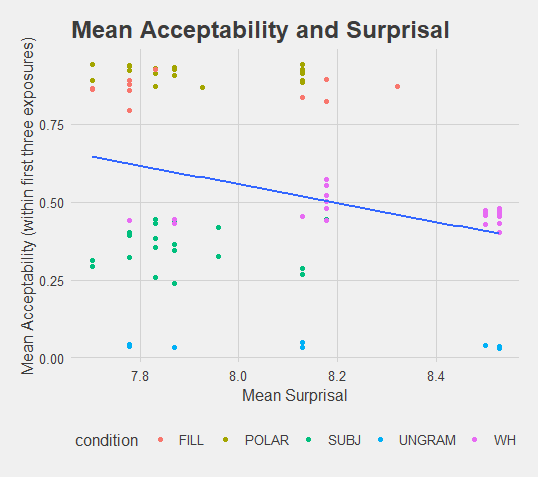 Mean Acceptability and Surprisal
Mean Acceptability (within first three exposures)
0.75
0.50
0.25
0.00
7.8 8.0 8.2 8.4
Mean Surprisal
condition FILL POLAR SUBJ UNGRAM WH